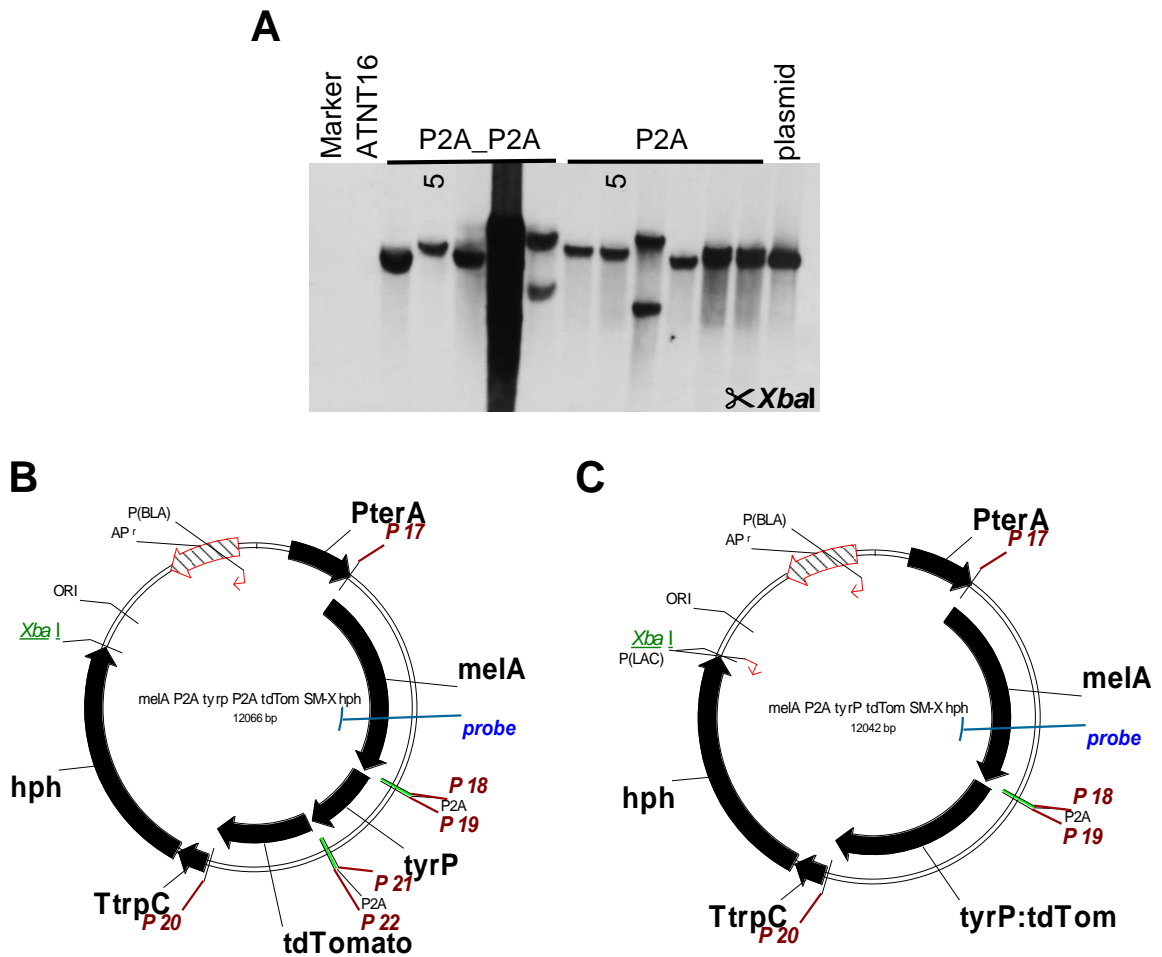 A
Marker
ATNT16
P2A_P2A
P2A
plasmid
5
5
XbaI
B
P(BLA)
AP r
ORI
Xba I
PterA
P 17
melA
melA P2A tyrp P2A tdTom SM-X hph
12066 bp
probe
hph
P 18
P2A
P 19
tyrP
P 21
P2A
P 22
TtrpC
P 20
tdTomato
C
P(BLA)
AP r
ORI
Xba I
P(LAC)
PterA
P 17
melA
melA P2A tyrP tdTom SM-X hph
12042 bp
probe
hph
P 18
P2A
P 19
TtrpC
P 20
tyrP:tdTom